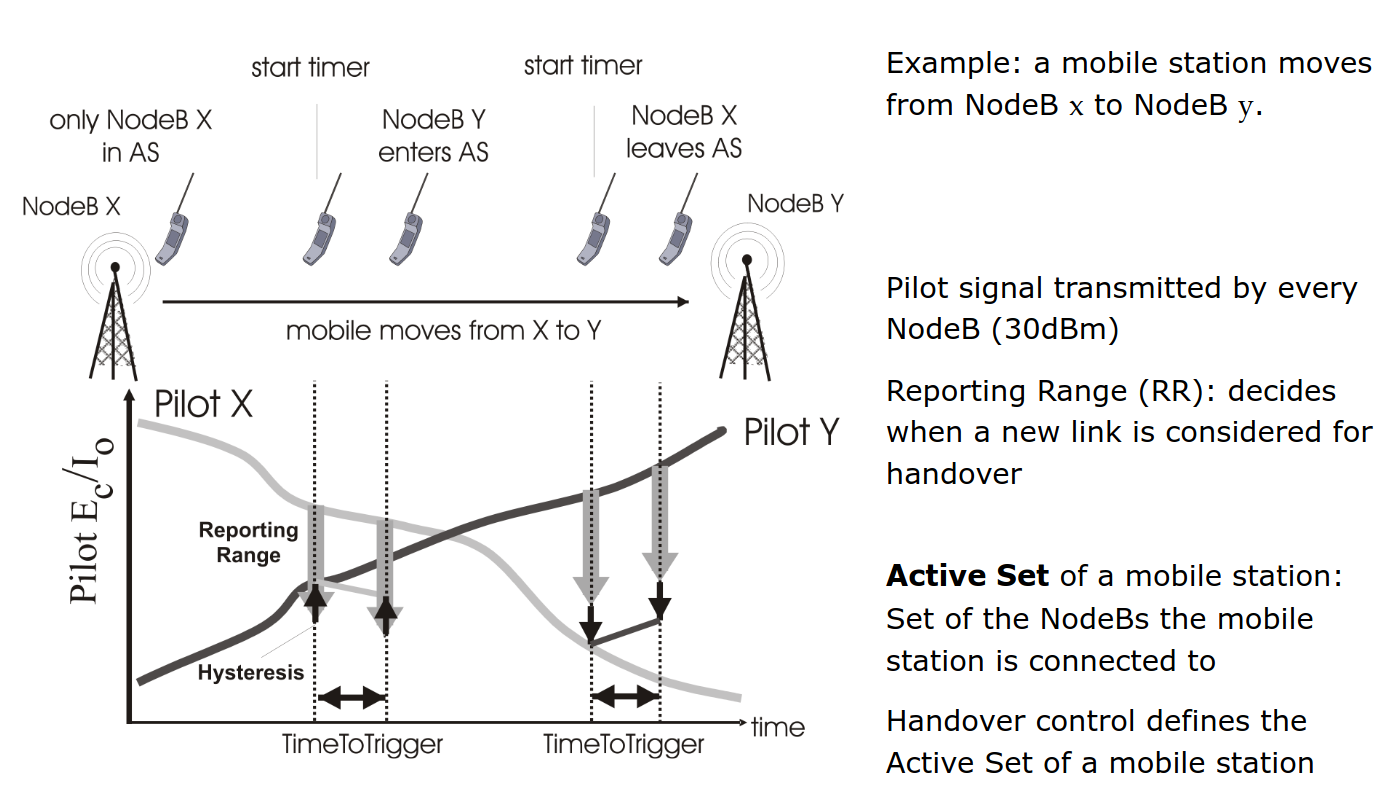 start timer
start timer
only NodeB X
in AS
NodeB Y
enters AS
NodeB X
leaves AS
NodeB X
NodeB Y
mobile moves from X to Y
Pilot X
Pilot Y
Pilot Ec/Io
Reporting
Range
Hysteresis
time
TimeToTrigger
TimeToTrigger
Example: a mobile station moves
from NodeB x to NodeB y.
Pilot signal transmitted by every
NodeB (30dBm)
Reporting Range (RR): decides
when a new link is considered for
handover
Active Set of a mobile station:
Set of the NodeBs the mobile
station is connected to
Handover control defines the
Active Set of a mobile station